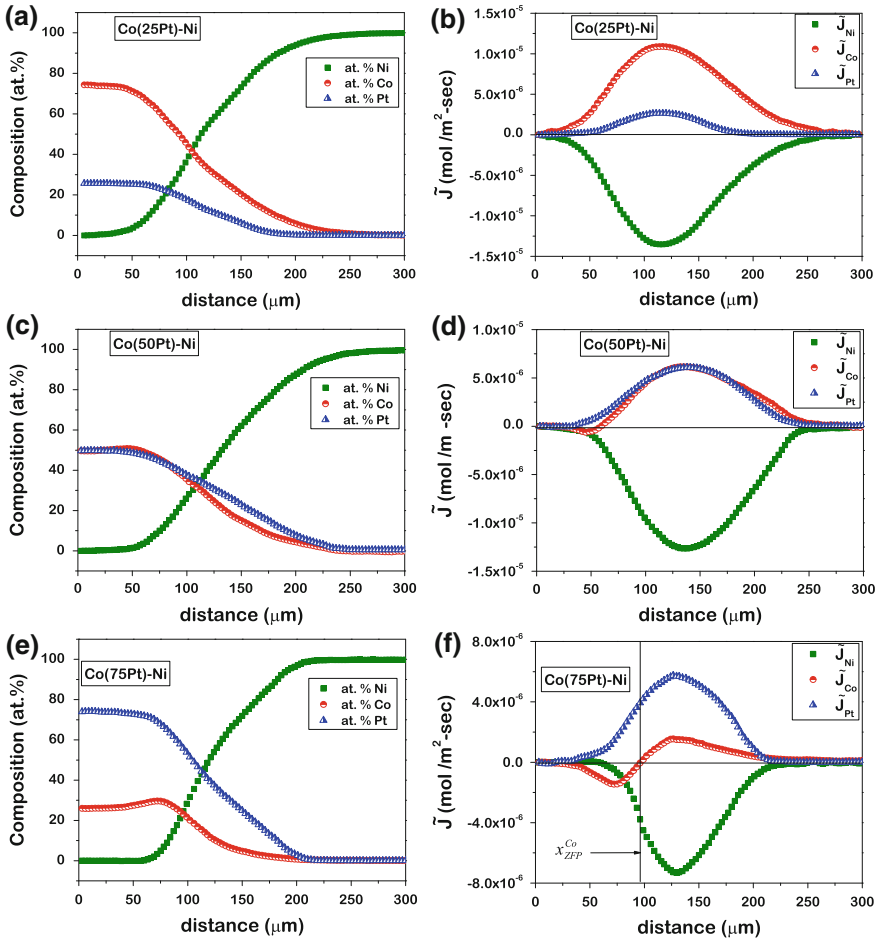 (a)
Co(25Pt)-Ni
at. % Ni
at. % Co
at. % Pt
Composition (at.%)
100
80
60
40
20
0
0 50 100 150 200 250 300
distance (μm)
(b)
Co(25Pt)-Ni
J̃Ni
J̃Co
J̃Pt
J̃ (mol /m²-sec)
1.5x10⁻⁵
1.0x10⁻⁵
5.0x10⁻⁶
0.0
-5.0x10⁻⁶
-1.0x10⁻⁵
-1.5x10⁻⁵
0 50 100 150 200 250 300
distance (μm)
(c)
Co(50Pt)-Ni
at. % Ni
at. % Co
at. % Pt
Composition (at.%)
100
80
60
40
20
0
0 50 100 150 200 250 300
distance (μm)
(d)
Co(50Pt)-Ni
J̃Ni
J̃Co
J̃Pt
J̃ (mol /m -sec)
1.0x10⁻⁵
5.0x10⁻⁶
0.0
-5.0x10⁻⁶
-1.0x10⁻⁵
-1.5x10⁻⁵
0 50 100 150 200 250 300
distance (μm)
(e)
Co(75Pt)-Ni
at. % Ni
at. % Co
at. % Pt
Composition (at.%)
100
80
60
40
20
0
0 50 100 150 200 250 300
distance (μm)
(f)
Co(75Pt)-Ni
J̃Ni
J̃Co
J̃Pt
J̃ (mol /m²-sec)
8.0x10⁻⁶
4.0x10⁻⁶
0.0
-4.0x10⁻⁶
-8.0x10⁻⁶
x Co ZFP
0 50 100 150 200 250 300
distance (μm)